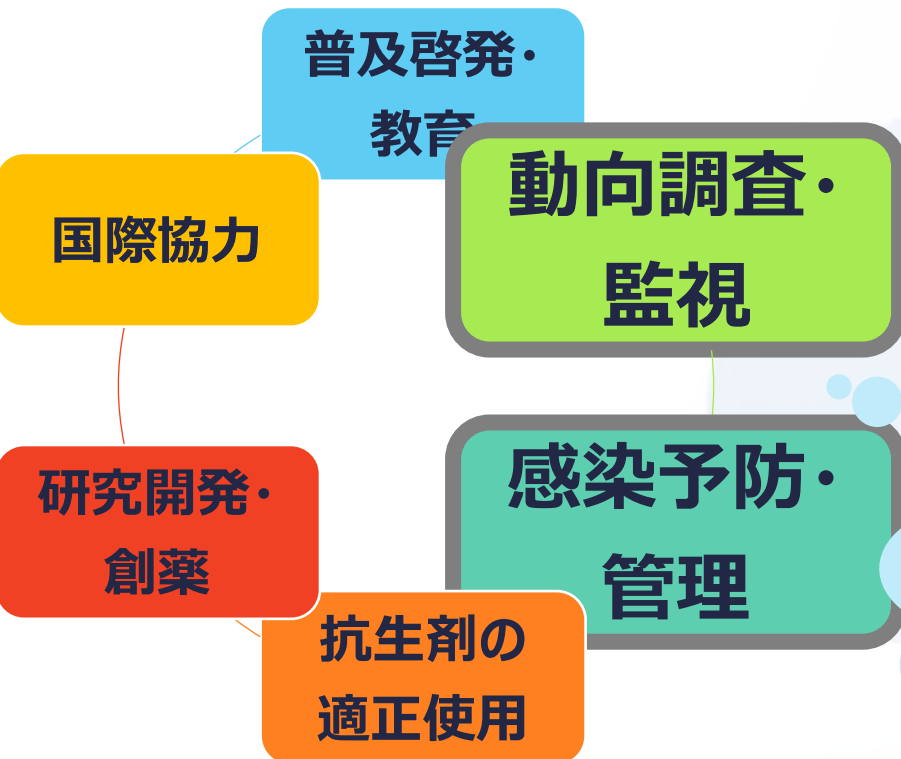 普及啓発・
教育
動向調査・
監視
感染予防・
管理
抗生剤の
適正使用
研究開発・
創薬
国際協力